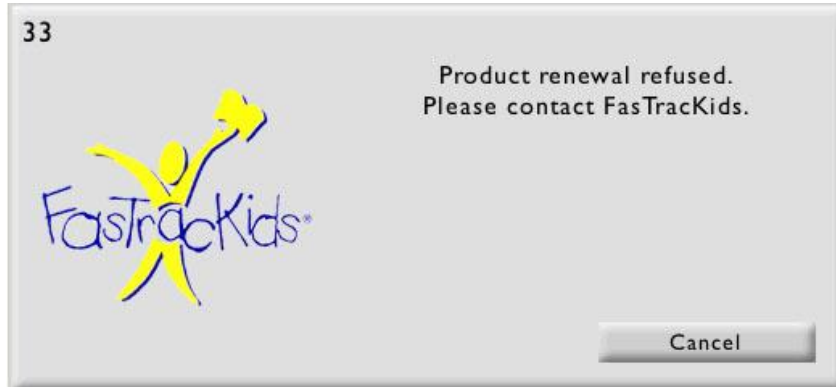 33
Product renewal refused.
Please contact FasTracKids.
FasTracKids®
Cancel